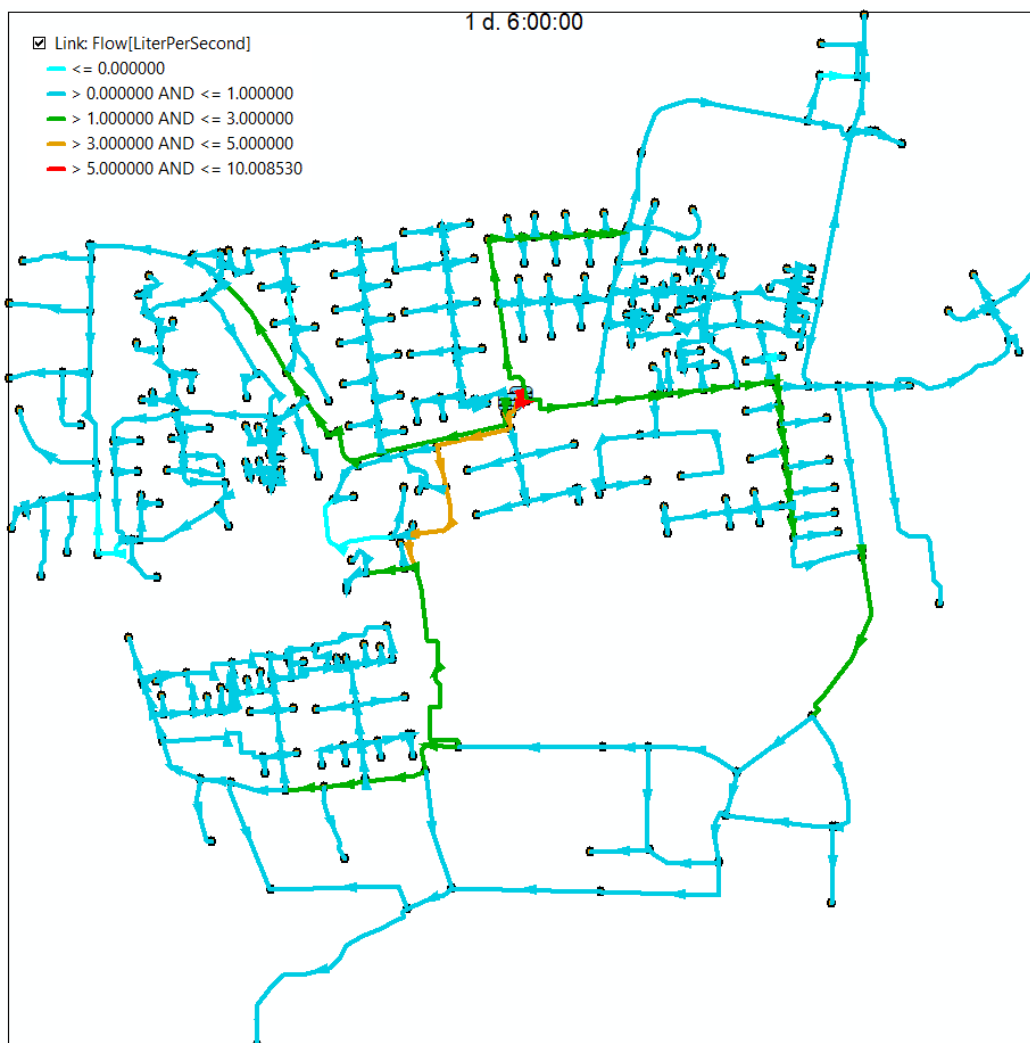 1 d. 6:00:00
Link: Flow[LiterPerSecond]
<= 0.000000
> 0.000000 AND <= 1.000000
> 1.000000 AND <= 3.000000
> 3.000000 AND <= 5.000000
> 5.000000 AND <= 10.008530